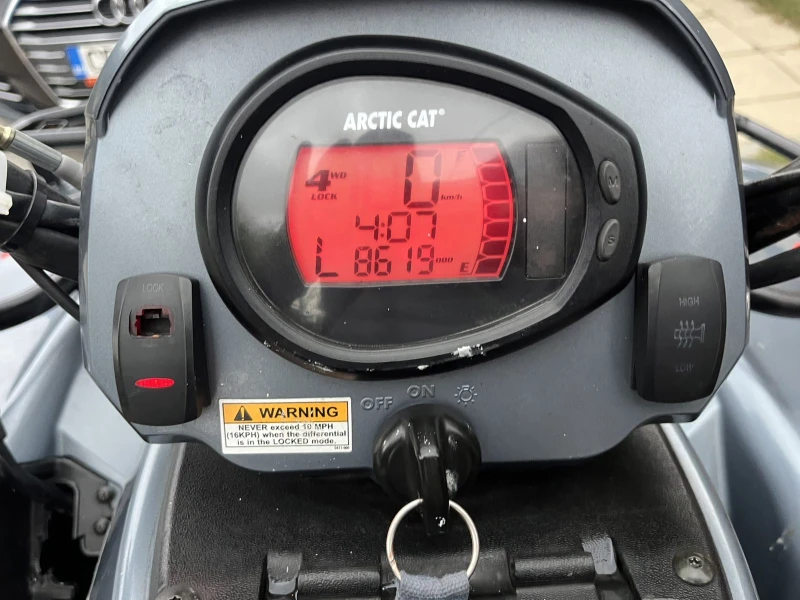 ARCTIC CAT®
4WD
LOCK
0 km/h
F
4:07
L 8619 ODO
E
M
S
LOCK
HIGH
LOW
OFF ON
WARNING
NEVER exceed 10 MPH
(16KPH) when the differential
is in the LOCKED mode.